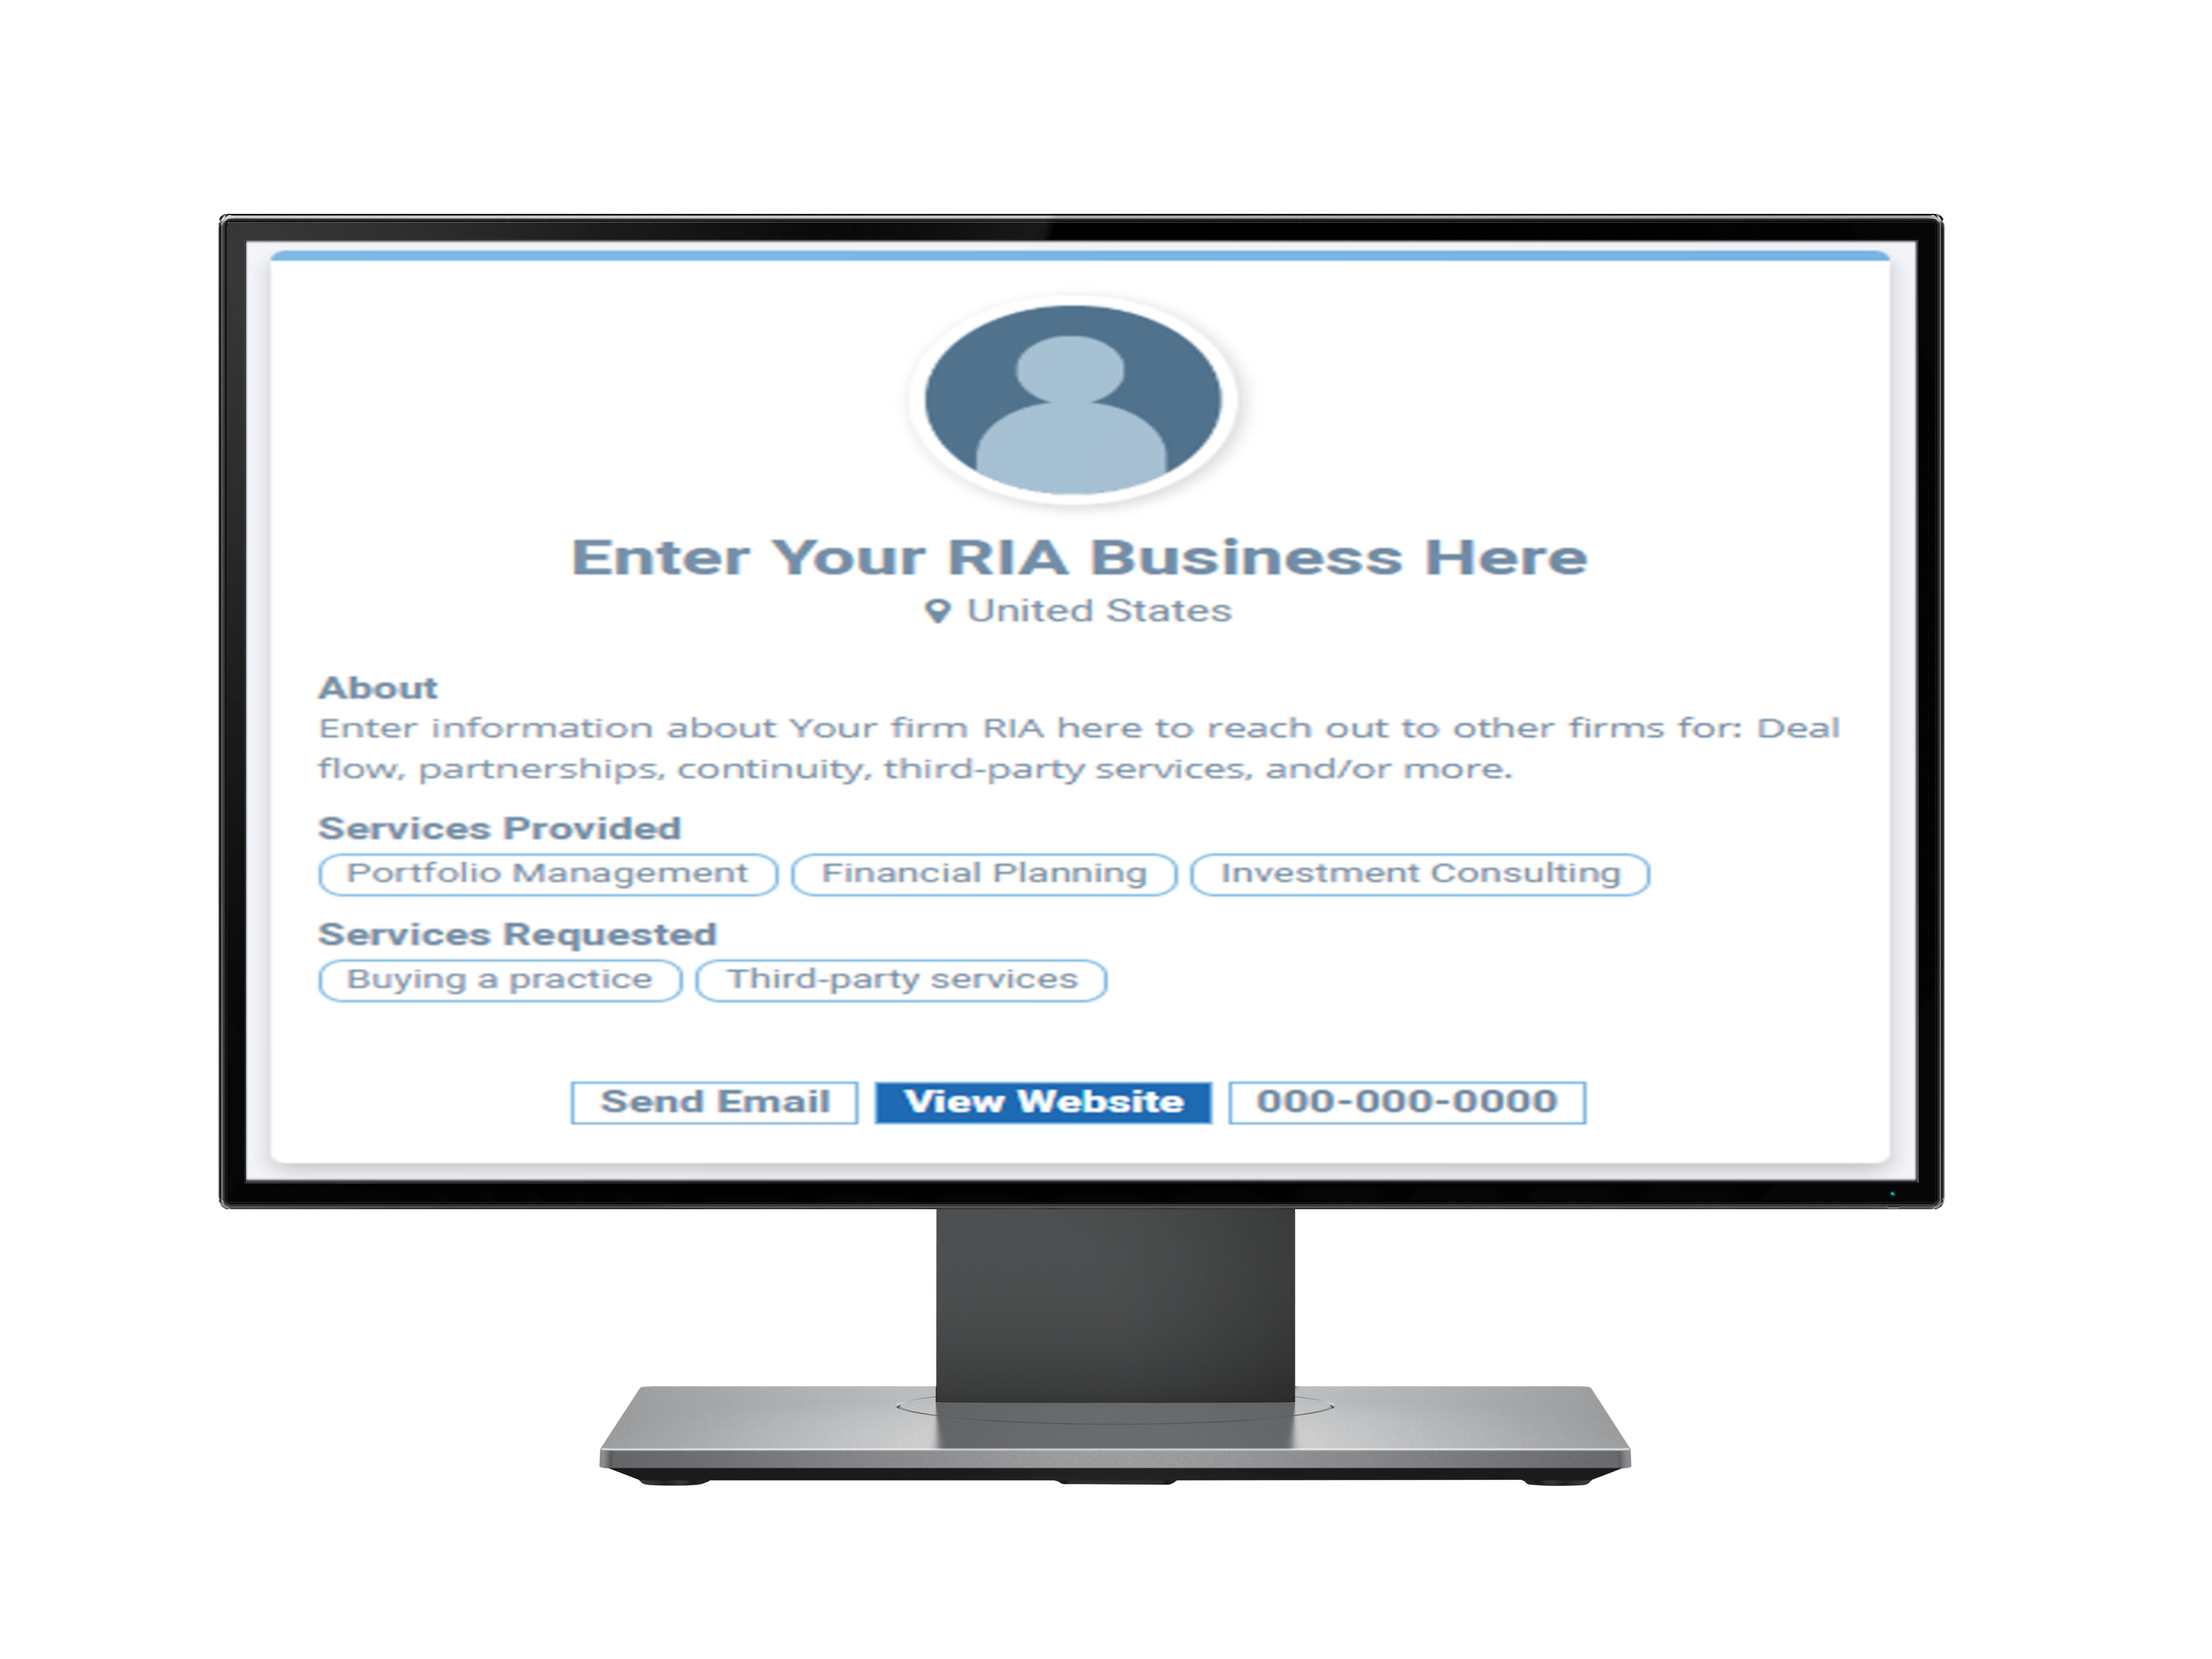 Enter Your RIA Business Here
United States
About
Enter information about Your firm RIA here to reach out to other firms for: Deal
flow, partnerships, continuity, third-party services, and/or more.
Services Provided
Portfolio Management Financial Planning Investment Consulting
Services Requested
Buying a practice Third-party services
Send Email View Website 000-000-0000